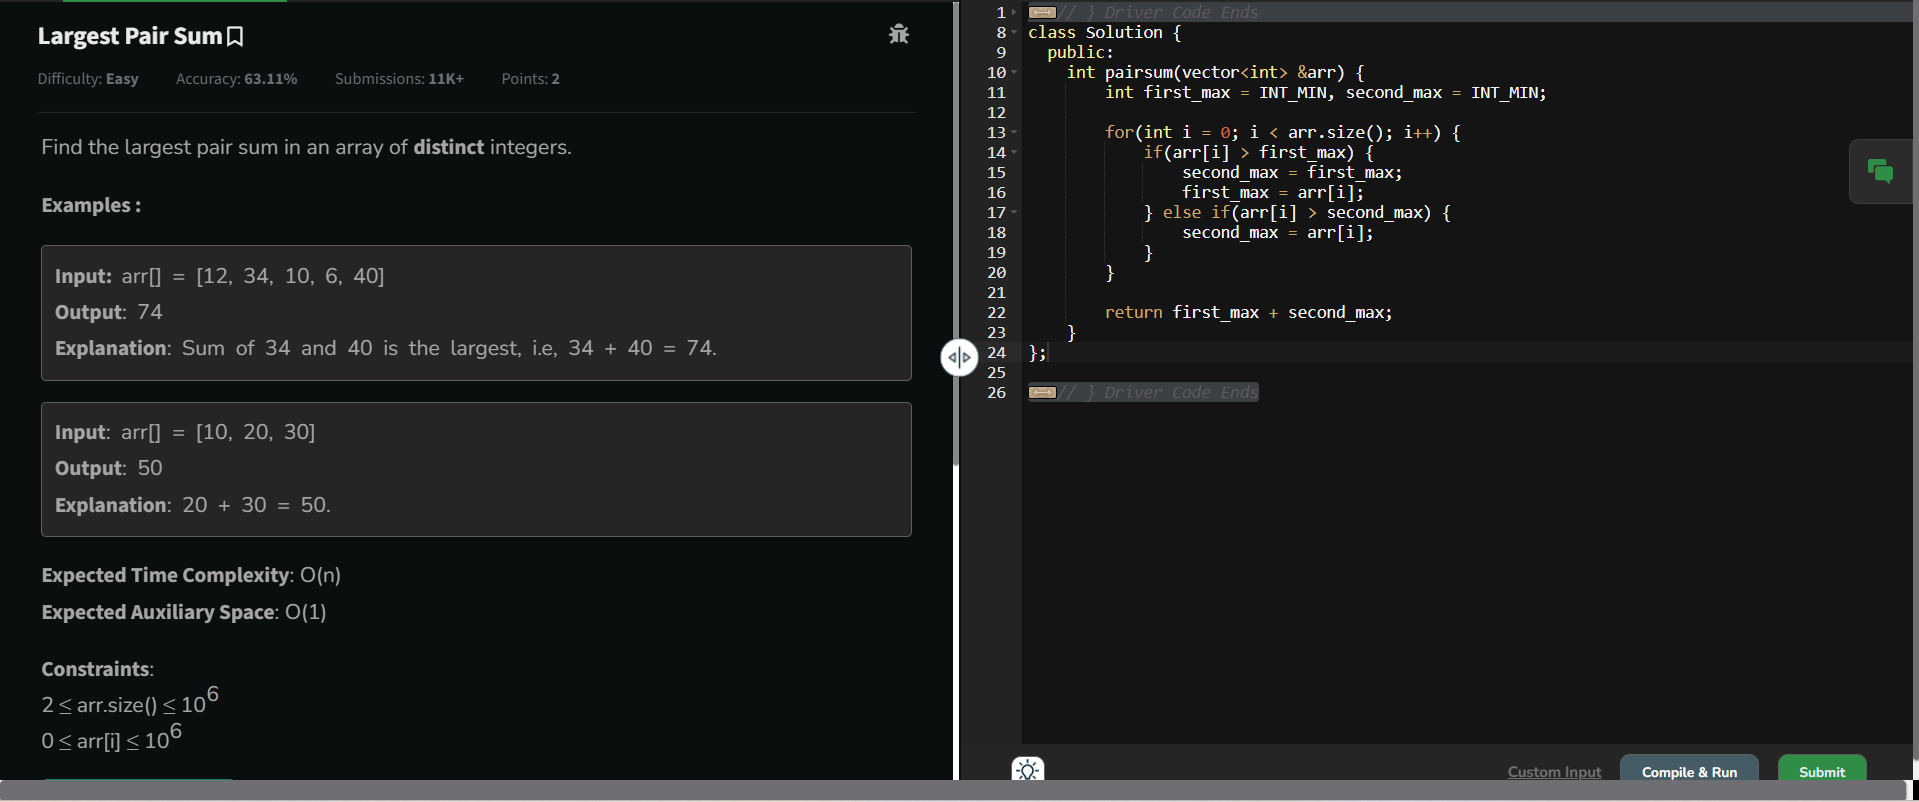 Largest Pair Sum
Difficulty: Easy Accuracy: 63.11% Submissions: 11K+ Points: 2
Find the largest pair sum in an array of distinct integers.
Examples :
Input: arr[] = [12, 34, 10, 6, 40]
Output: 74
Explanation: Sum of 34 and 40 is the largest, i.e, 34 + 40 = 74.
Input: arr[] = [10, 20, 30]
Output: 50
Explanation: 20 + 30 = 50.
Expected Time Complexity: O(n)
Expected Auxiliary Space: O(1)
Constraints:
2 ≤ arr.size() ≤ 10^6
0 ≤ arr[i] ≤ 10^6
1 // } Driver Code Ends
8 class Solution {
9   public:
10     int pairsum(vector<int> &arr) {
11         int first_max = INT_MIN, second_max = INT_MIN;
12
13         for(int i = 0; i < arr.size(); i++) {
14             if(arr[i] > first_max) {
15                 second_max = first_max;
16                 first_max = arr[i];
17             } else if(arr[i] > second_max) {
18                 second_max = arr[i];
19             }
20         }
21
22         return first_max + second_max;
23     }
24 };
25
26 // } Driver Code Ends
Custom Input Compile & Run Submit